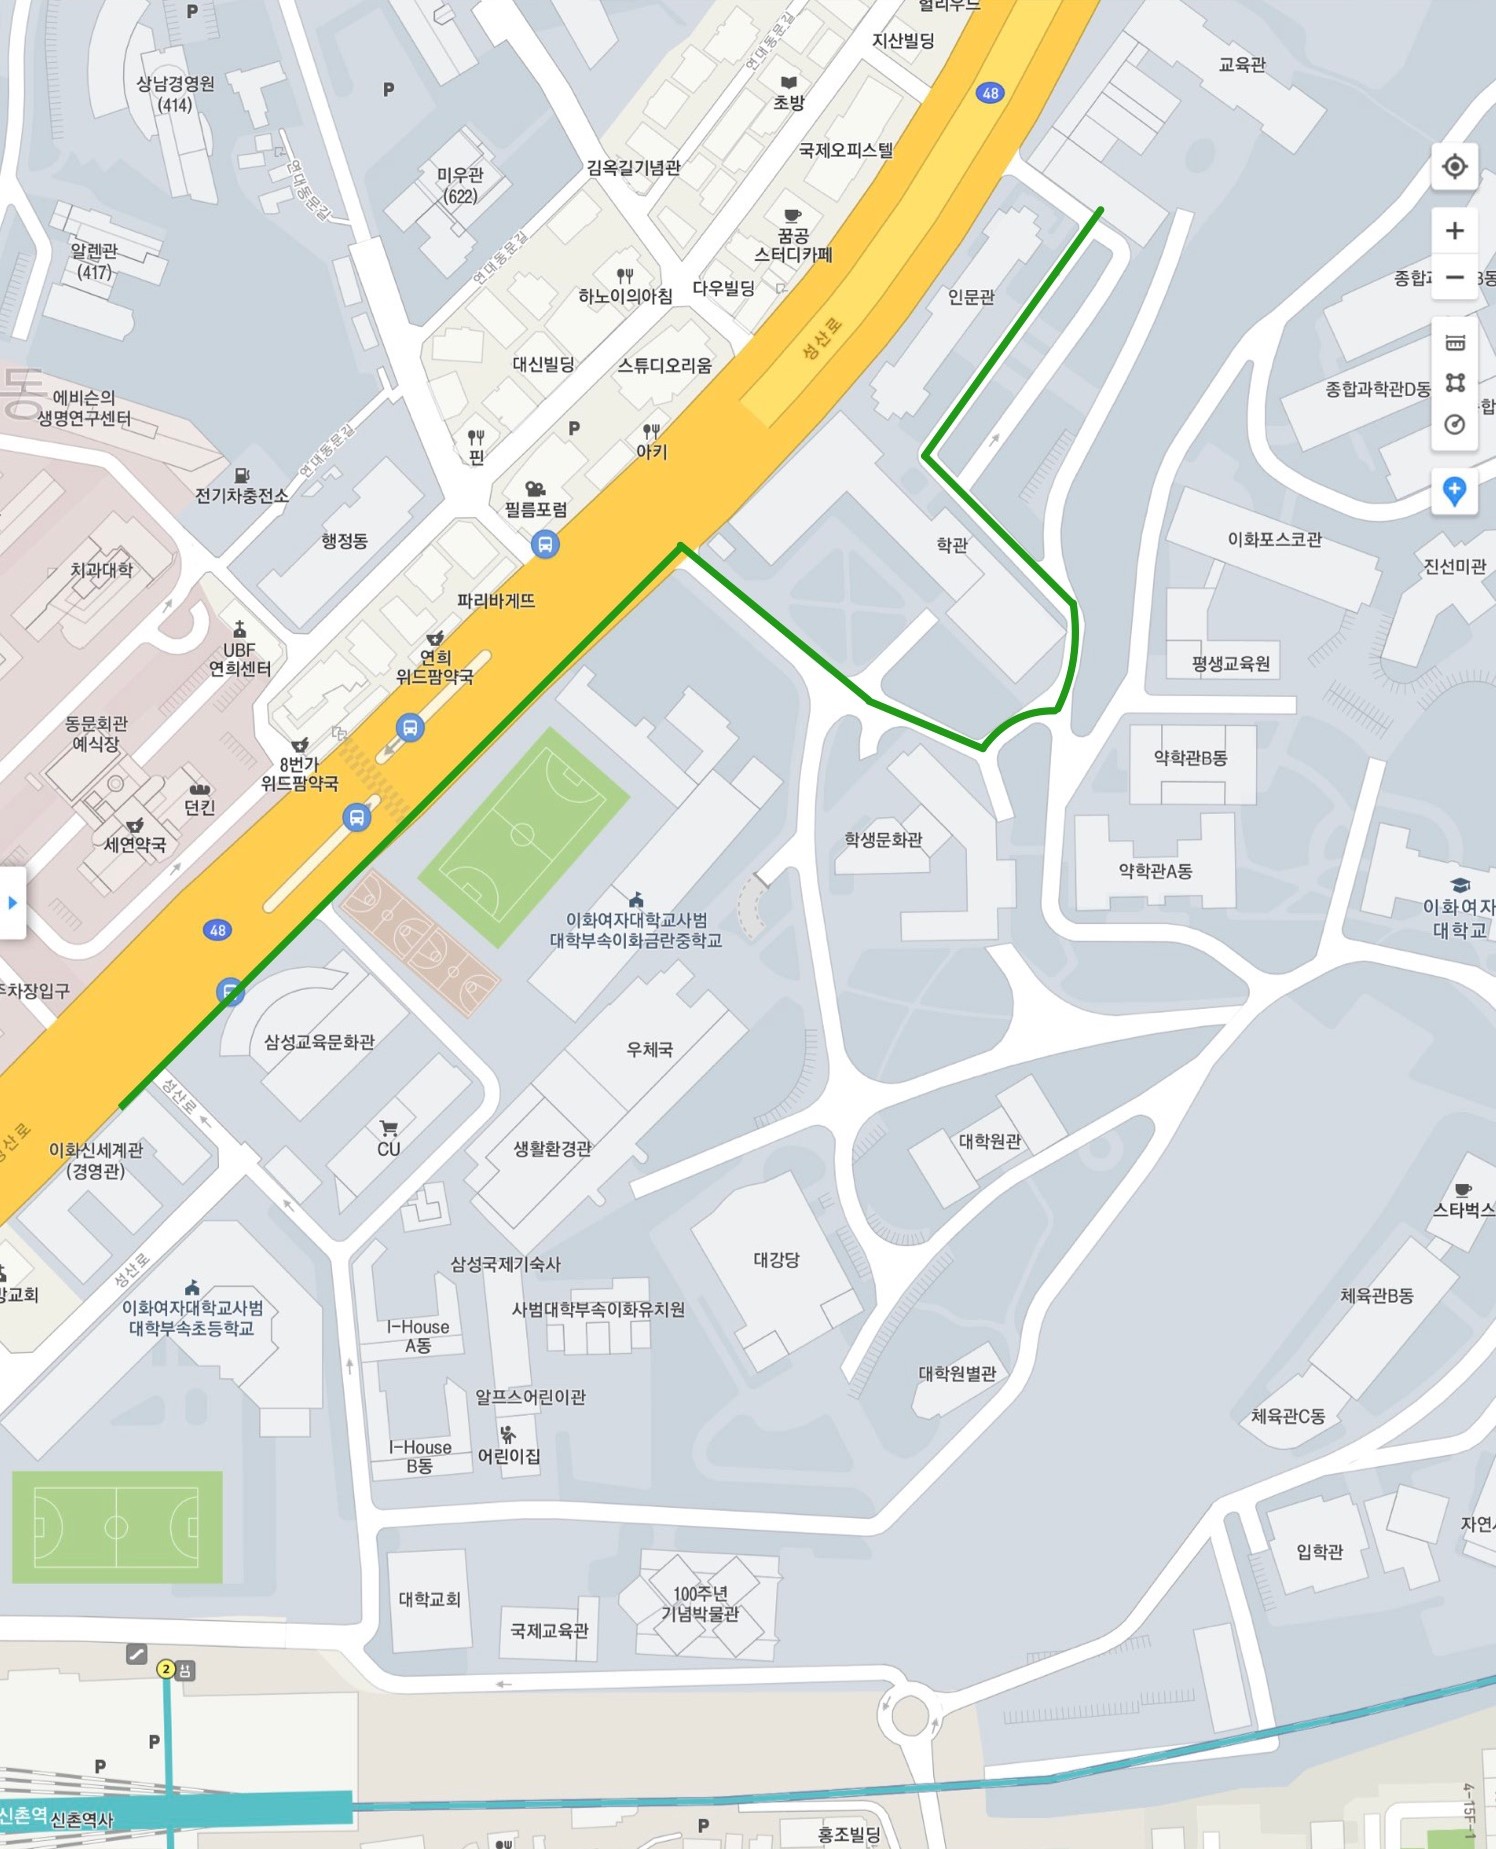 P
헐리우드
지산빌딩
교육관
상남경영원
(414)
P
연대동문길
초방
48
국제오피스텔
김옥길기념관
미우관
(622)
연대동문길
꿈공
스터디카페
알렌관
(417)
연대동문길
하노이의아침
다우빌딩
인문관
성산로
대신빌딩
스튜디오리움
종합과학관D동
동
에비슨의
생명연구센터
P
핀
아키
연대동문길
전기차충전소
필름포럼
행정동
학관
이화포스코관
진선미관
치과대학
파리바게뜨
UBF
연희센터
연희
위드팜약국
평생교육원
동문회관
예식장
8번가
위드팜약국
약학관B동
던킨
세연약국
학생문화관
약학관A동
이화여자대학교사범
대학부속이화금란중학교
이화여자
대학교
48
주차장입구
삼성교육문화관
우체국
성산로
성산로
이화신세계관
(경영관)
CU
생활환경관
대학원관
스타벅스
삼성국제기숙사
대강당
성산로
이화여자대학교사범
대학부속초등학교
사범대학부속이화유치원
체육관B동
I-House
A동
대학원별관
알프스어린이관
체육관C동
I-House
B동
어린이집
입학관
대학교회
100주년
기념박물관
국제교육관
2
P
P
신촌역
신촌역사
P
홍조빌딩
4-15F-1